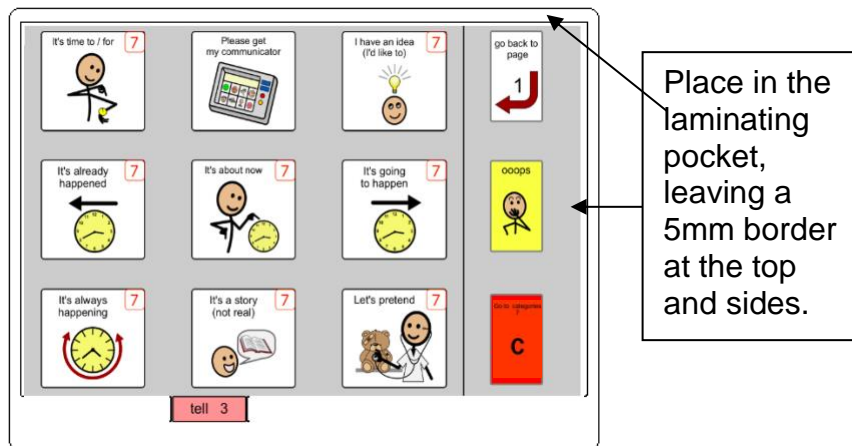 It's time to / for
7
Please get
my communicator
I have an idea
(I'd like to)
7
go back to
page
1
It's already
happened
7
It's about now
7
It's going
to happen
7
ooops
It's always
happening
7
It's a story
(not real)
7
Let's pretend
7
Go to categories
C
tell 3
Place in the
laminating
pocket,
leaving a
5mm border
at the top
and sides.